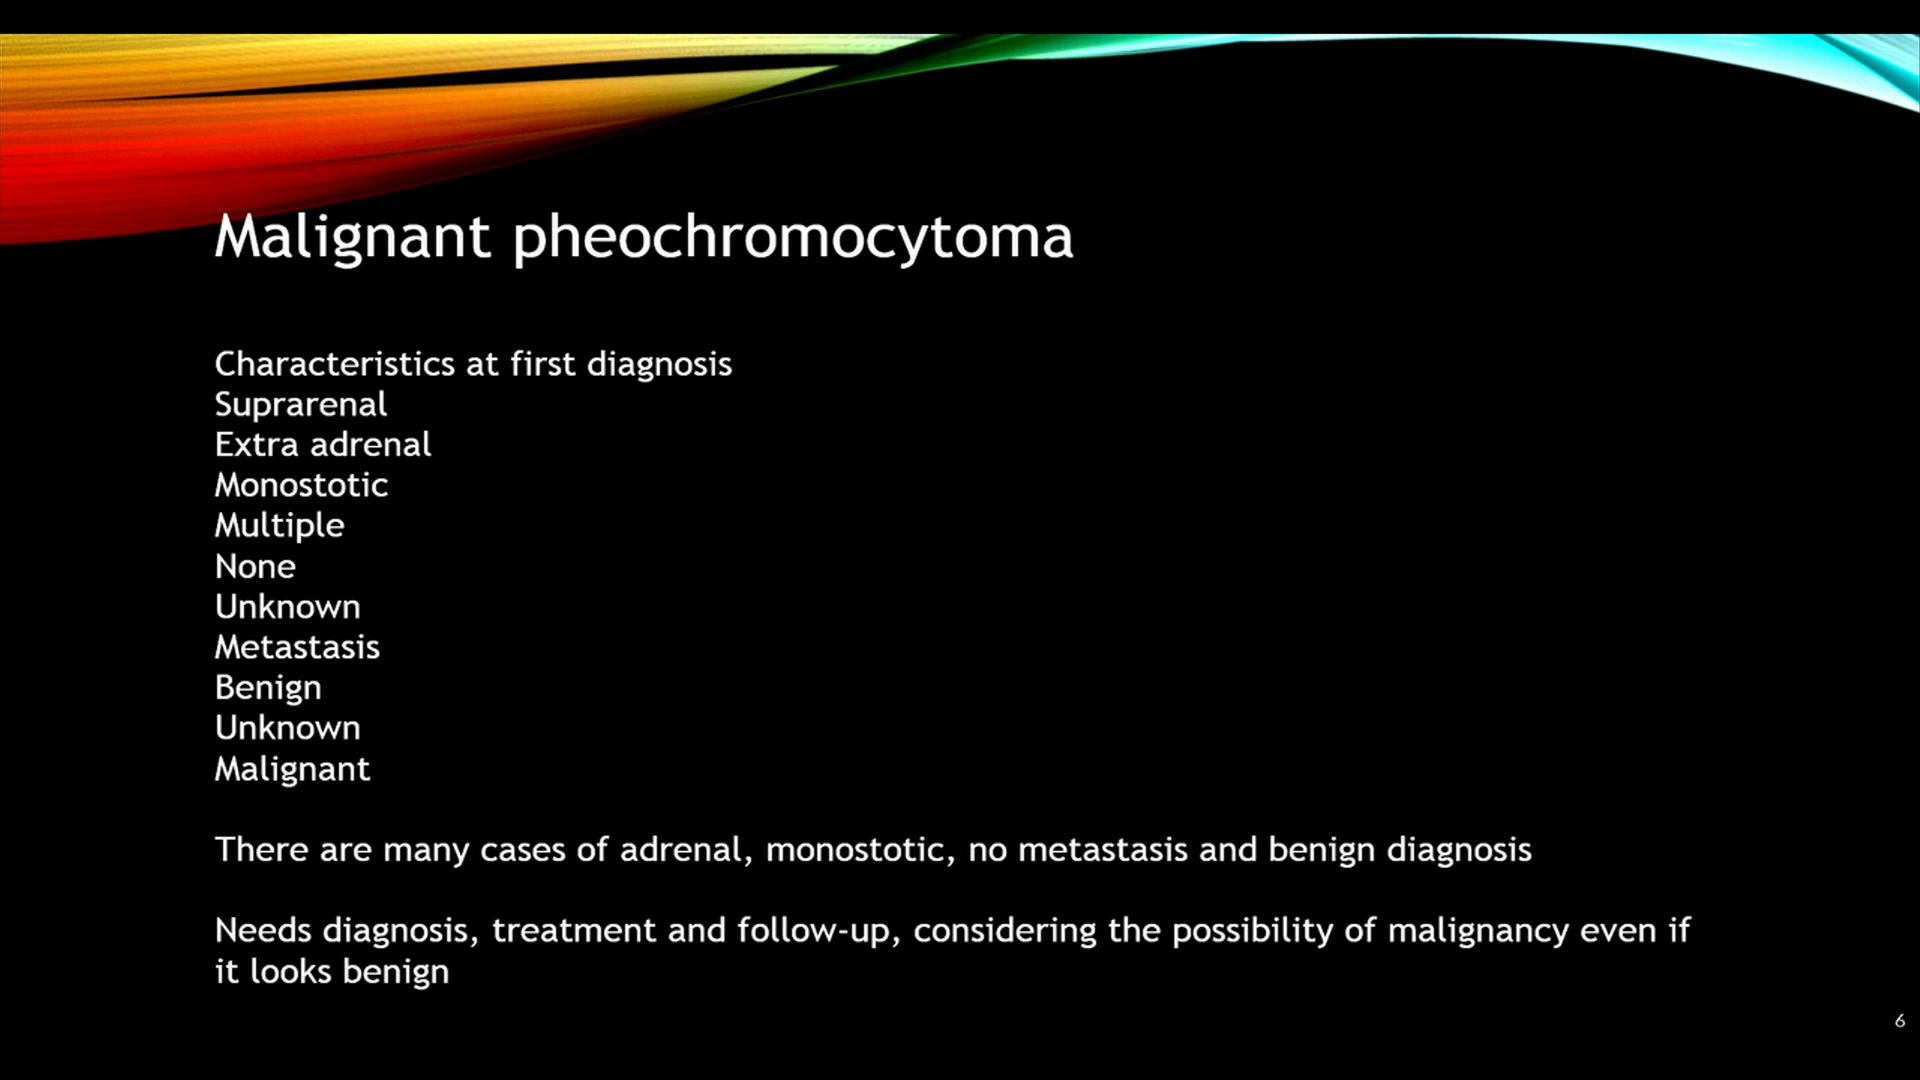 Malignant pheochromocytoma
Characteristics at first diagnosis
Suprarenal
Extra adrenal
Monostotic
Multiple
None
Unknown
Metastasis
Benign
Unknown
Malignant
There are many cases of adrenal, monostotic, no metastasis and benign diagnosis
Needs diagnosis, treatment and follow-up, considering the possibility of malignancy even if
it looks benign
6